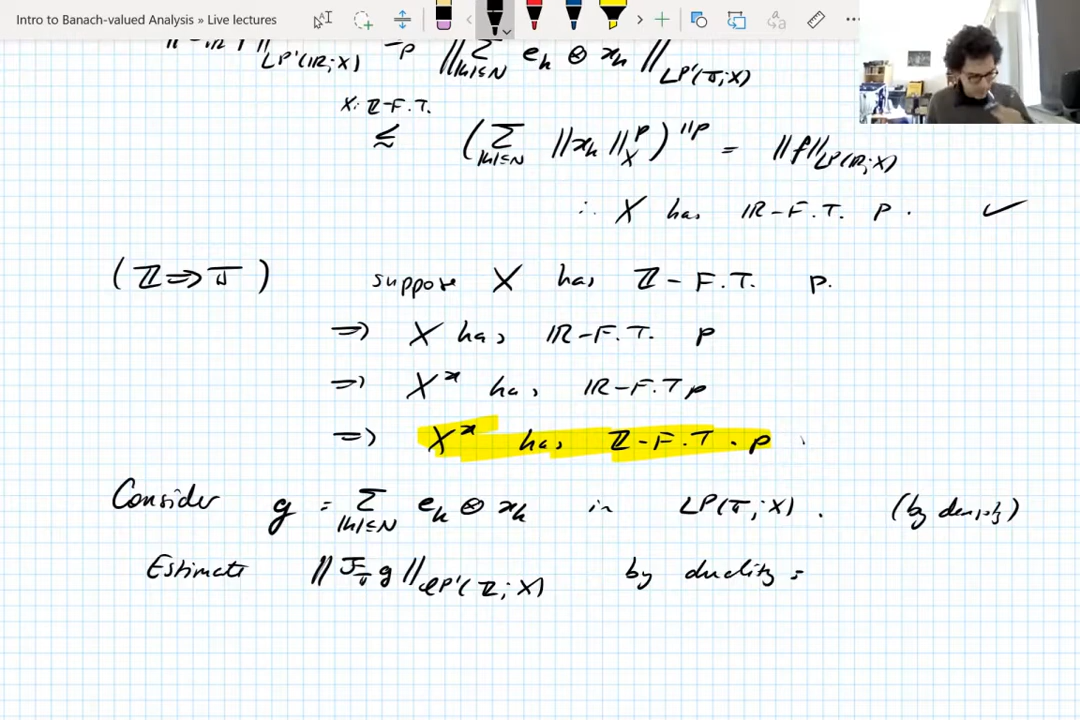 Intro to Banach-valued Analysis » Live lectures
‖ ‖_{L^{p'}(ℝ;X)} ≂_p ‖ Σ_{|k|≤N} e_k ⊗ x_k ‖_{L^{p'}(𝕋;X)}
X: ℤ-F.T.
≲ ( Σ_{|k|≤N} ‖x_k‖_X^p )^{1/p} = ‖f‖_{L^p(ℝ;X)}
∴ X has ℝ-F.T. p. ✓
(ℤ ⇒ 𝕋) suppose X has ℤ-F.T. p.
⇒ X has ℝ-F.T. p
⇒ X* has ℝ-F.T p
⇒ X* has ℤ-F.T. p
Consider g = Σ_{|k|≤N} e_k ⊗ x_k in L^p(𝕋;X). (by density)
Estimate ‖ℱ_𝕋 g‖_{ℓ^{p'}(ℤ;X)} by duality: